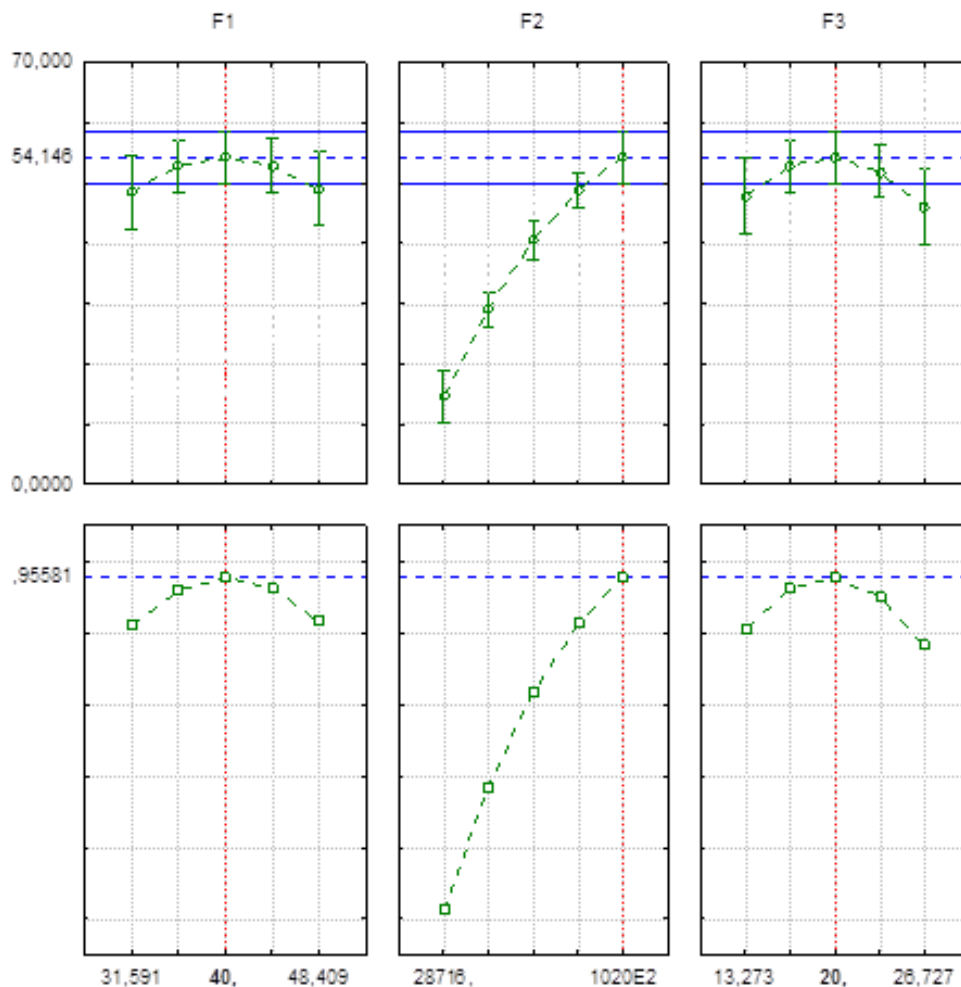 F1 F2 F3
70,000
54,146
0,0000
,95581
31,591 40, 48,409 28716, 1020E2 13,273 20, 26,727